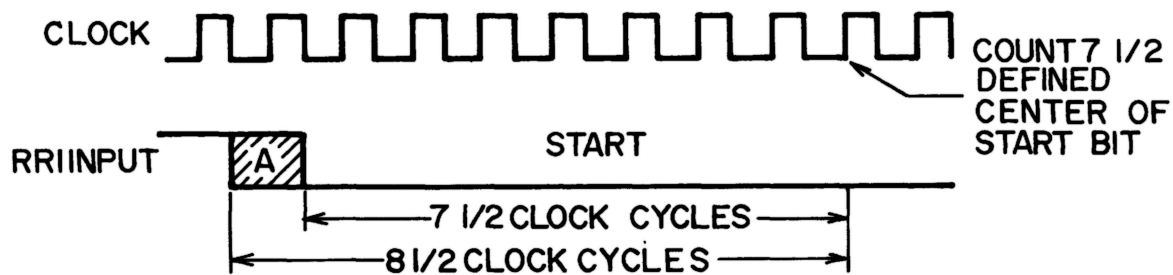 CLOCK
COUNT 7 1/2
DEFINED
CENTER OF
START BIT
RRIINPUT
A
START
7 1/2 CLOCK CYCLES
8 1/2 CLOCK CYCLES